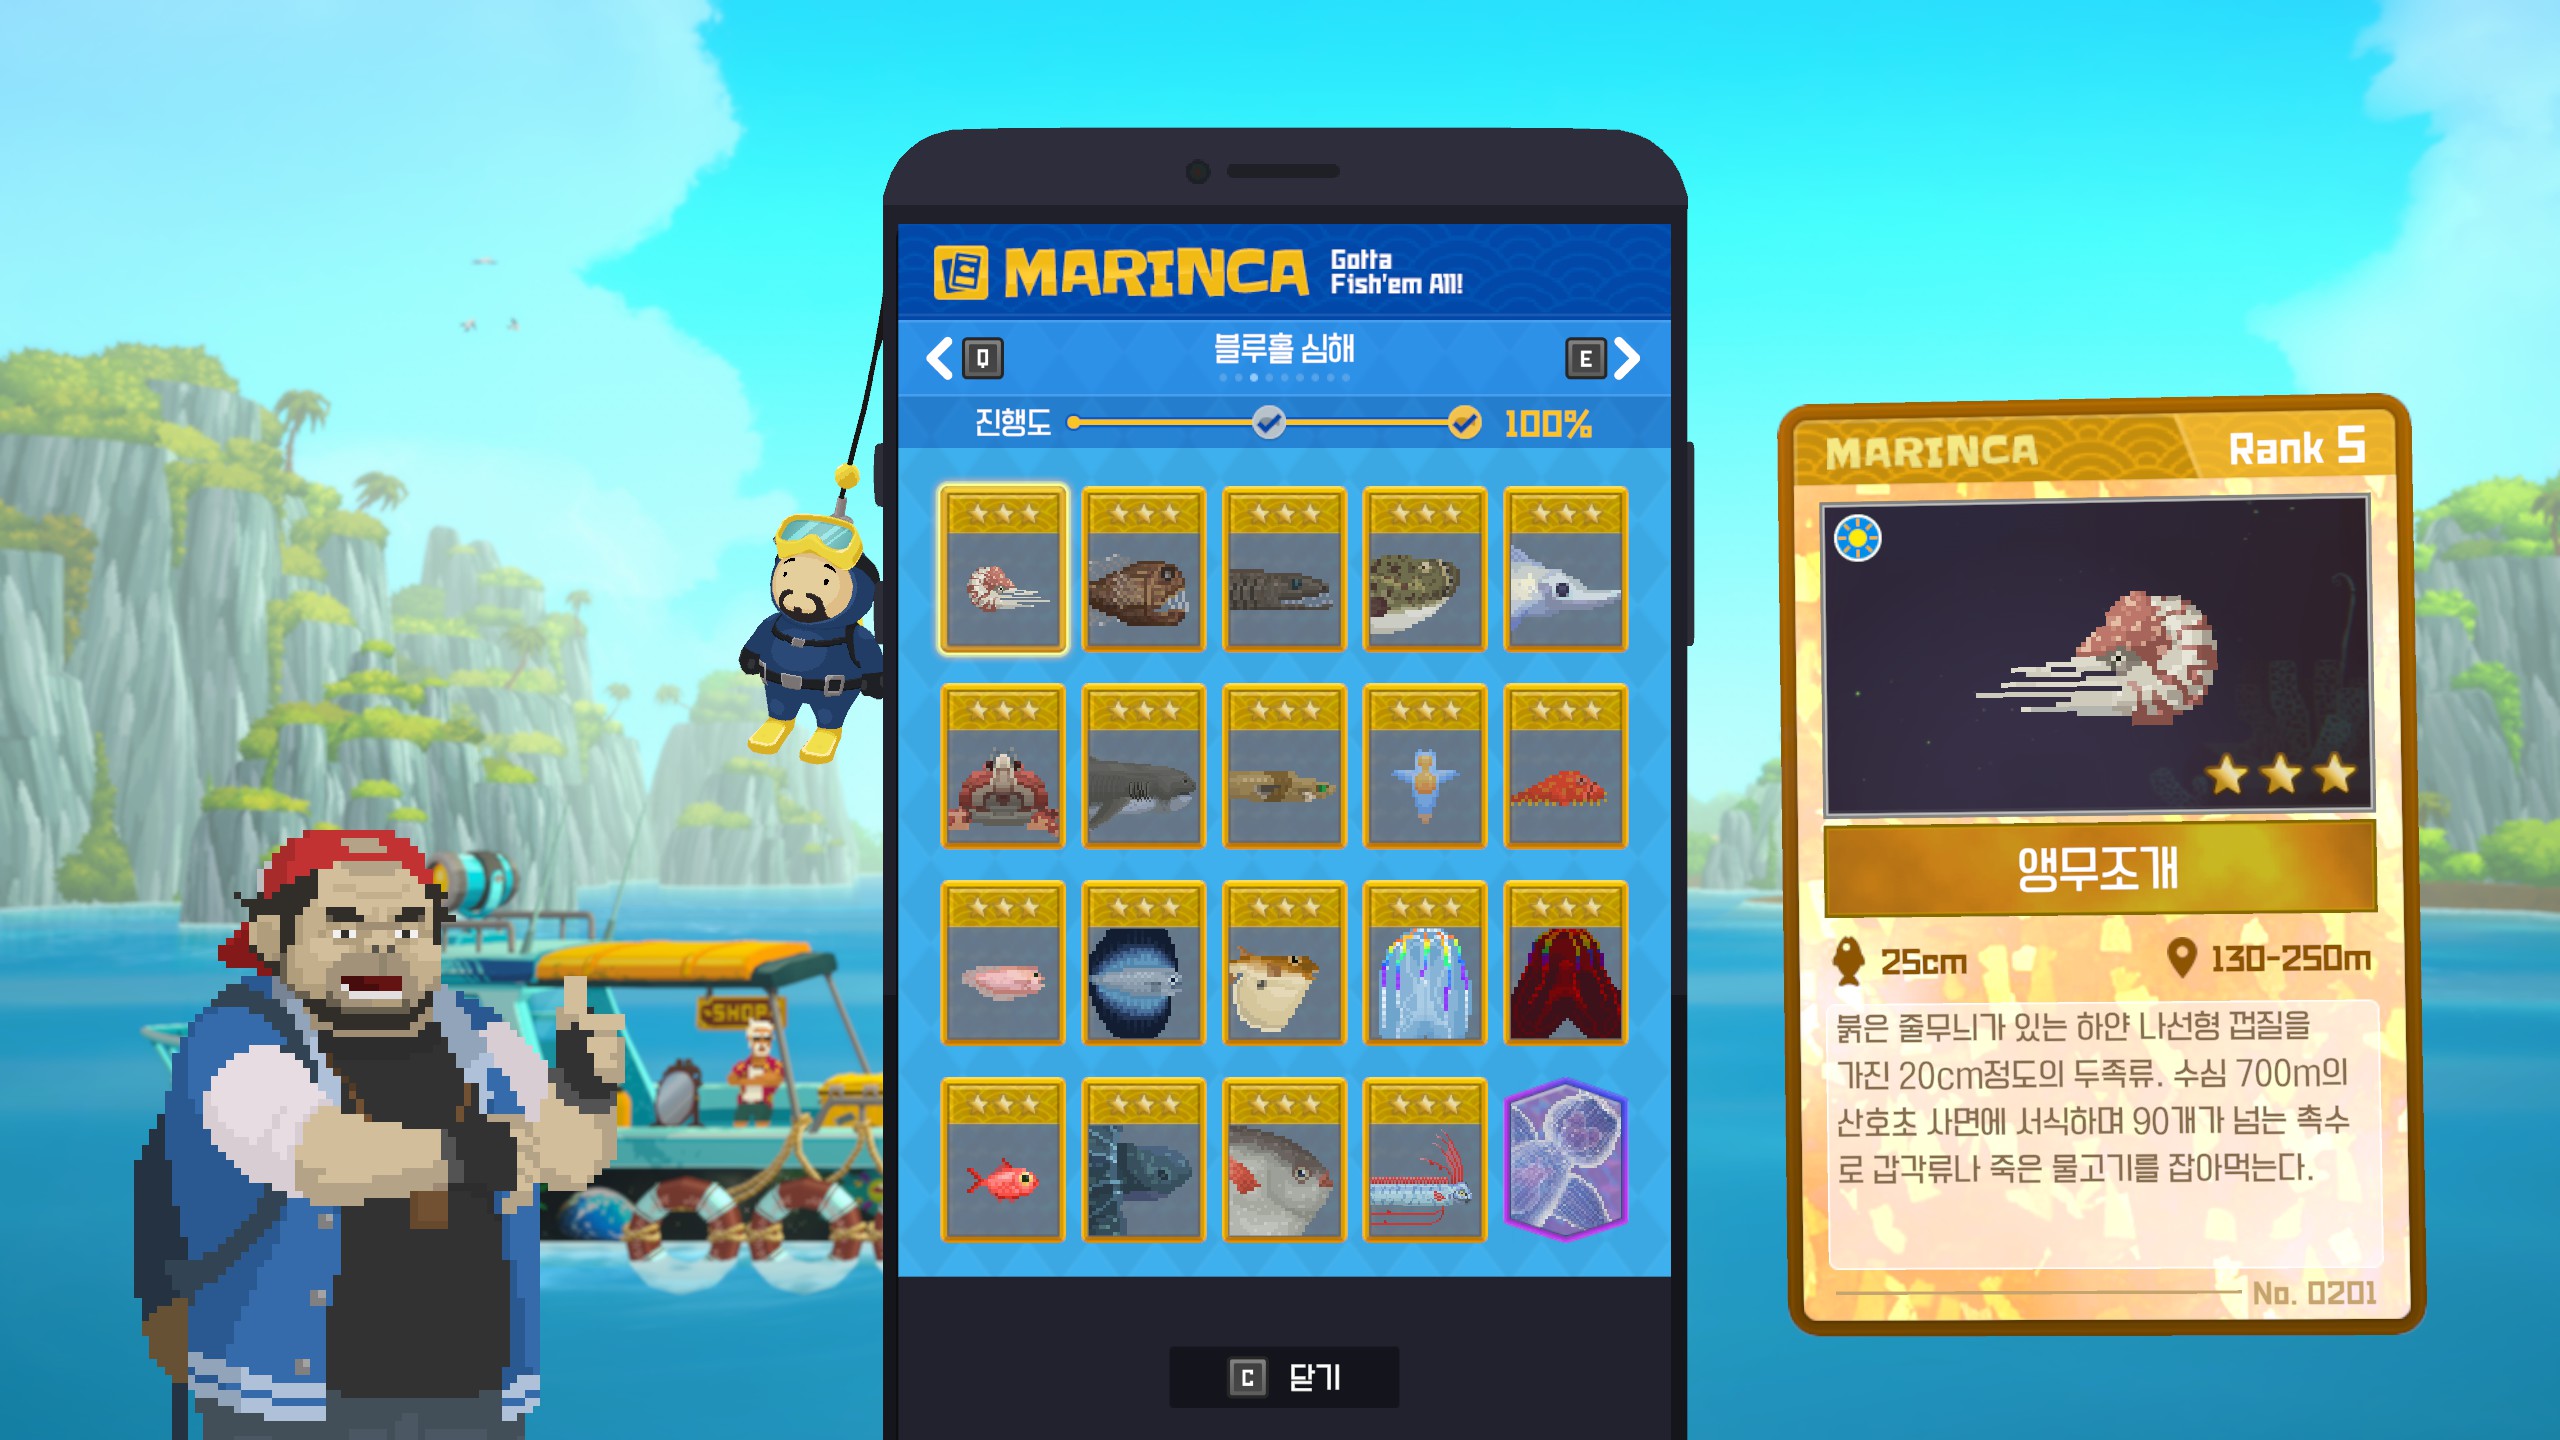 MARINCA
Gotta
Fish'em All!
Q
블루홀 심해
E
진행도
100%
MARINCA
Rank 5
앵무조개
25cm
130-250m
붉은 줄무늬가 있는 하얀 나선형 껍질을
가진 20cm정도의 두족류. 수심 700m의
산호초 사면에 서식하며 90개가 넘는 촉수
로 갑각류나 죽은 물고기를 잡아먹는다.
No. 0201
SHOP
C 닫기